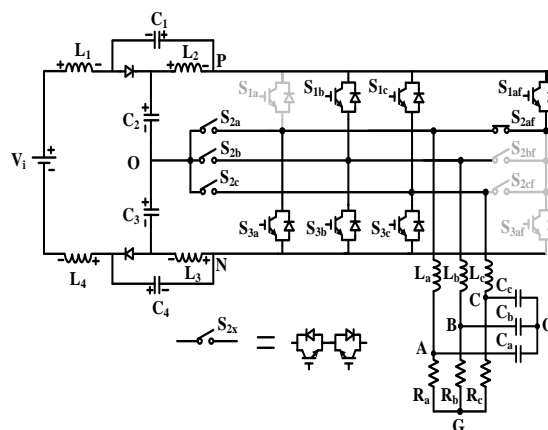 C1
L1
L2
P
S1a
S1b
S1c
S1af
C2
S2a
S2af
Vi
O
S2b
S2bf
S2c
S2cf
C3
S3a
S3b
S3c
S3af
N
L4
L3
C4
La
Lb
Lc
C
Cc
B
Cb
A
Ca
S2x
=
Ra
Rb
Rc
G